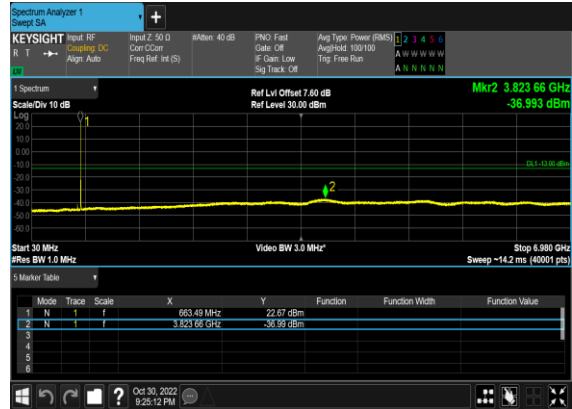 Spectrum Analyzer 1
Swept SA
+
KEYSIGHT Input: RF Input Z: 50 Ω #Atten: 40 dB PNO: Fast Avg Type: Power (RMS) 1 2 3 4 5 6
R T Coupling: DC Corr CCorr Gate: Off Avg|Hold: 100/100 A W W W W W
Align: Auto Freq Ref: Int (S) IF Gain: Low Trig: Free Run
Sig Track: Off A N N N N N
1 Spectrum Ref Lvl Offset 7.60 dB Mkr2 3.823 66 GHz
Scale/Div 10 dB Ref Level 30.00 dBm -36.993 dBm
Log
1
20.0
10.0
0.00
-10.0
DL1 -13.00 dBm
-20.0
-30.0
2
-40.0
-50.0
-60.0
Start 30 MHz Video BW 3.0 MHz* Stop 6.980 GHz
#Res BW 1.0 MHz Sweep ~14.2 ms (40001 pts)
5 Marker Table
Mode Trace Scale X Y Function Function Width Function Value
1 N 1 f 663.49 MHz 22.67 dBm
2 N 1 f 3.823 66 GHz -36.99 dBm
3
4
5
6
? Oct 30, 2022
9:25:12 PM